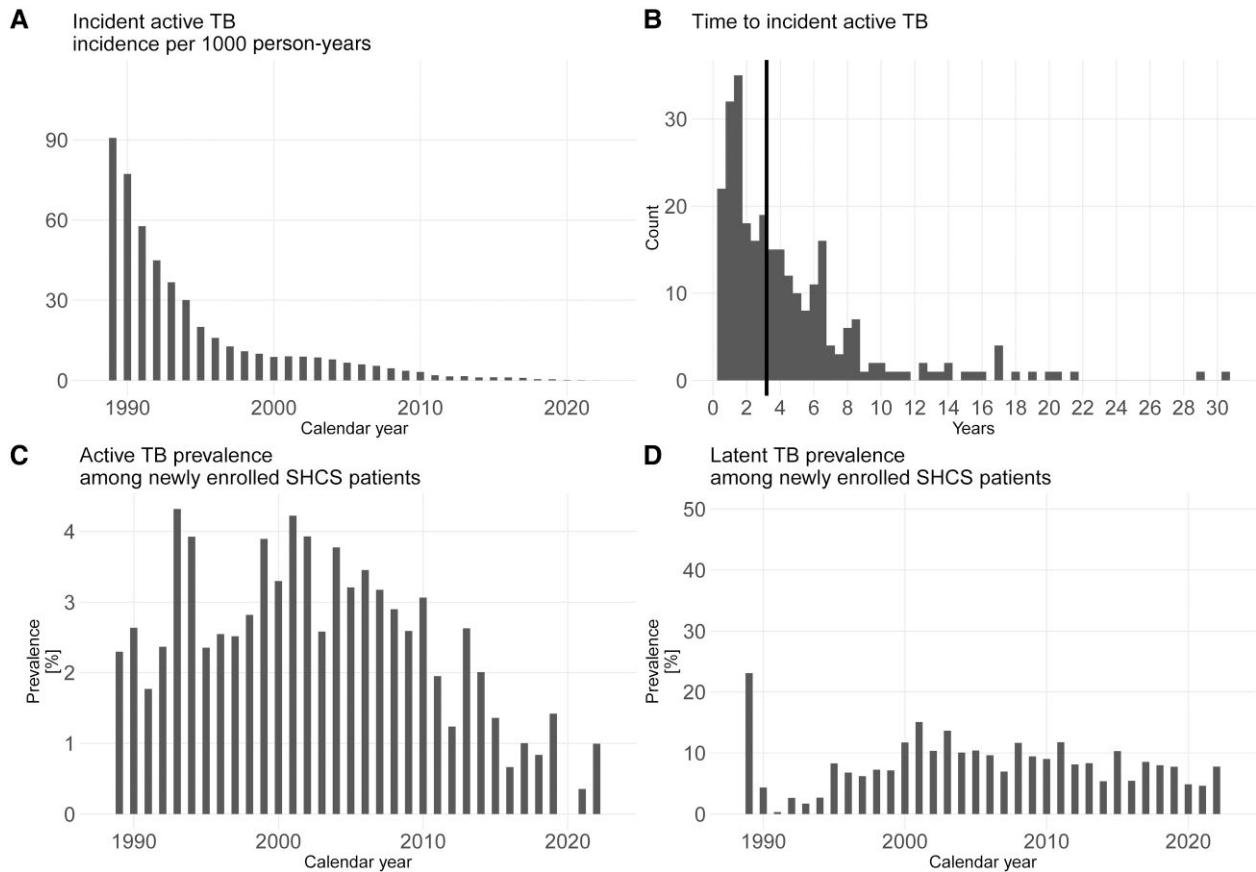 A
Incident active TB
incidence per 1000 person-years
90
60
30
0
1990 2000 2010 2020
Calendar year
B
Time to incident active TB
Count
30
20
10
0
0 2 4 6 8 10 12 14 16 18 20 22 24 26 28 30
Years
C
Active TB prevalence
among newly enrolled SHCS patients
Prevalence
[%]
4
3
2
1
0
1990 2000 2010 2020
Calendar year
D
Latent TB prevalence
among newly enrolled SHCS patients
Prevalence
[%]
50
40
30
20
10
0
1990 2000 2010 2020
Calendar year